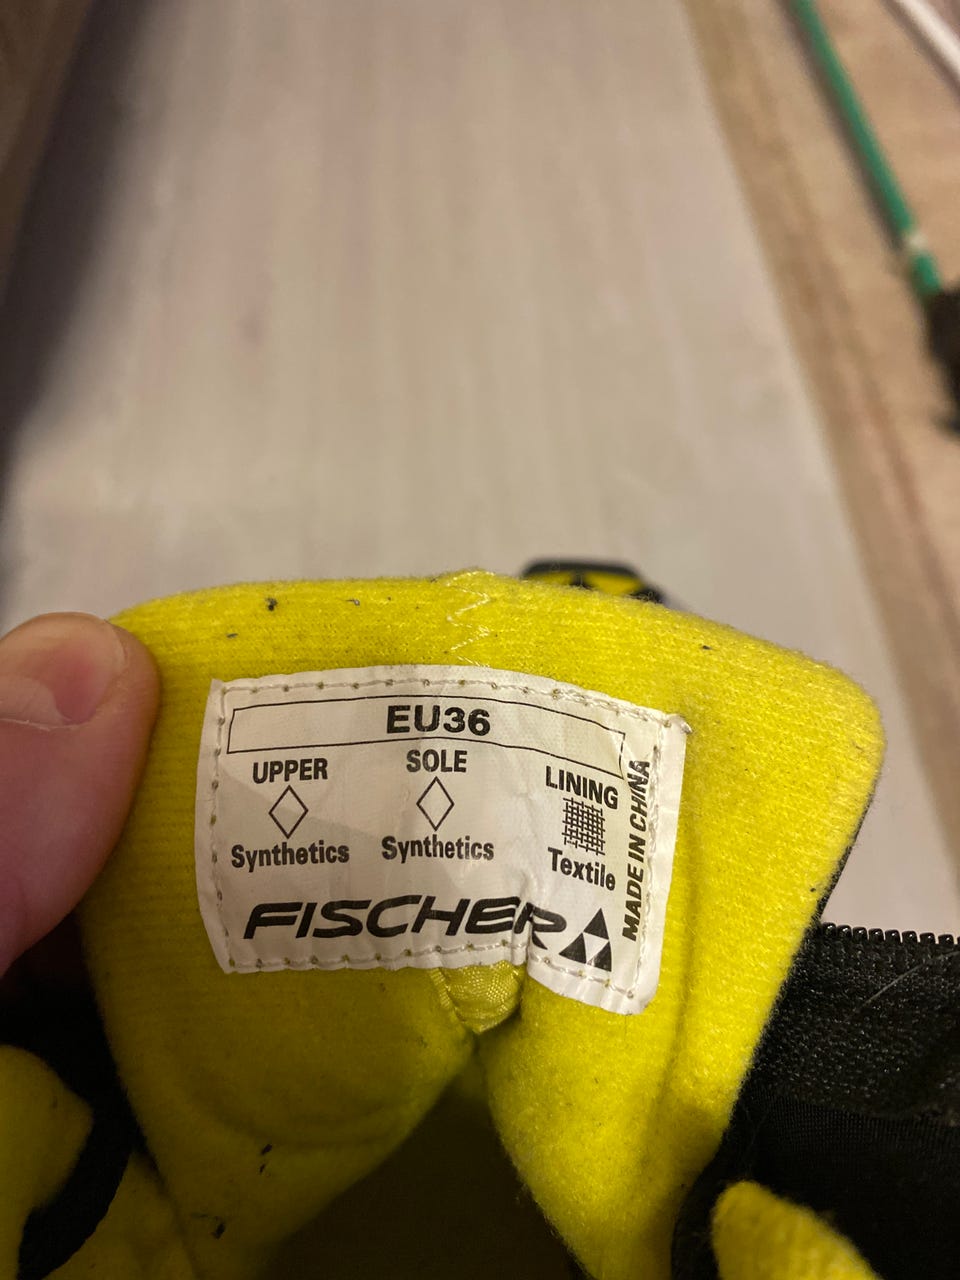 EU36
UPPER
Synthetics
SOLE
Synthetics
LINING
Textile
MADE IN CHINA
FISCHER